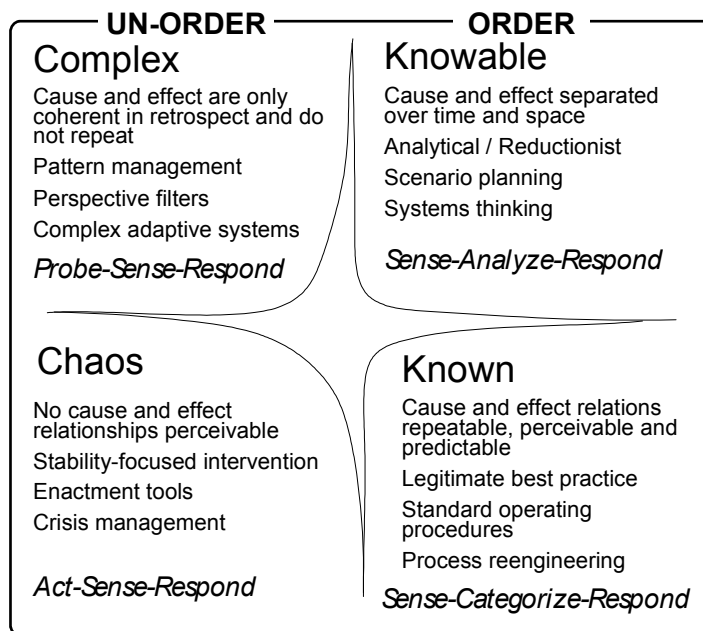 UN-ORDER
ORDER
Complex
Cause and effect are only
coherent in retrospect and do
not repeat
Pattern management
Perspective filters
Complex adaptive systems
Probe-Sense-Respond
Knowable
Cause and effect separated
over time and space
Analytical / Reductionist
Scenario planning
Systems thinking
Sense-Analyze-Respond
Chaos
No cause and effect
relationships perceivable
Stability-focused intervention
Enactment tools
Crisis management
Act-Sense-Respond
Known
Cause and effect relations
repeatable, perceivable and
predictable
Legitimate best practice
Standard operating
procedures
Process reengineering
Sense-Categorize-Respond